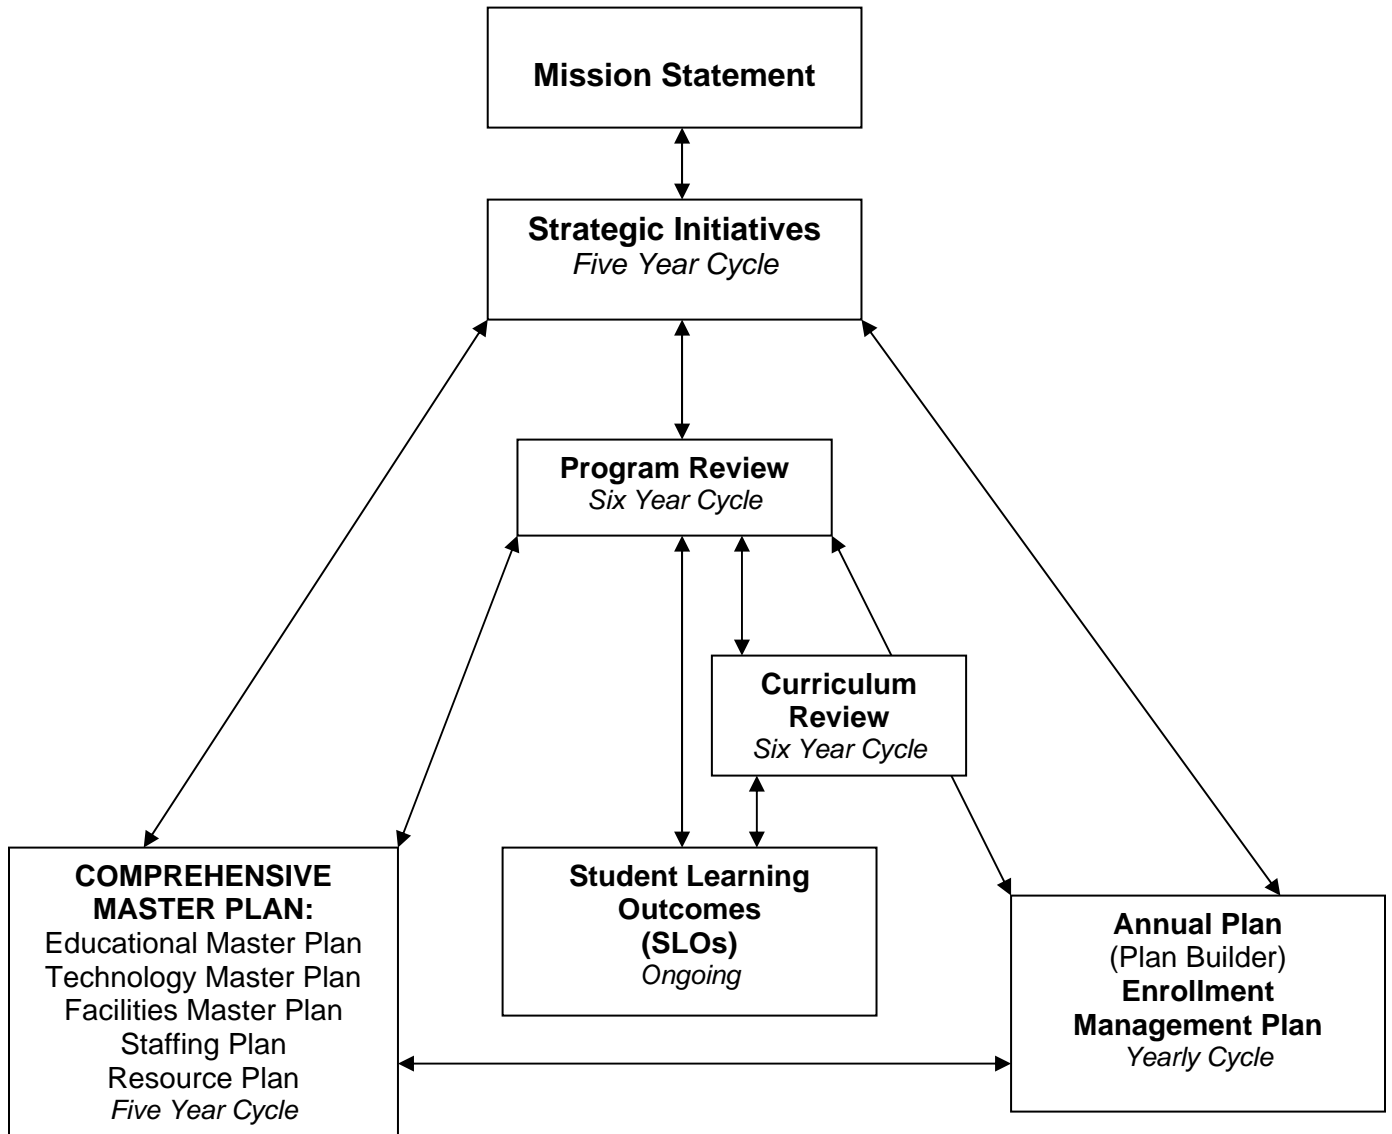 Mission Statement
Strategic Initiatives
Five Year Cycle
Program Review
Six Year Cycle
Curriculum
Review
Six Year Cycle
COMPREHENSIVE
MASTER PLAN:
Educational Master Plan
Technology Master Plan
Facilities Master Plan
Staffing Plan
Resource Plan
Five Year Cycle
Student Learning
Outcomes
(SLOs)
Ongoing
Annual Plan
(Plan Builder)
Enrollment
Management Plan
Yearly Cycle